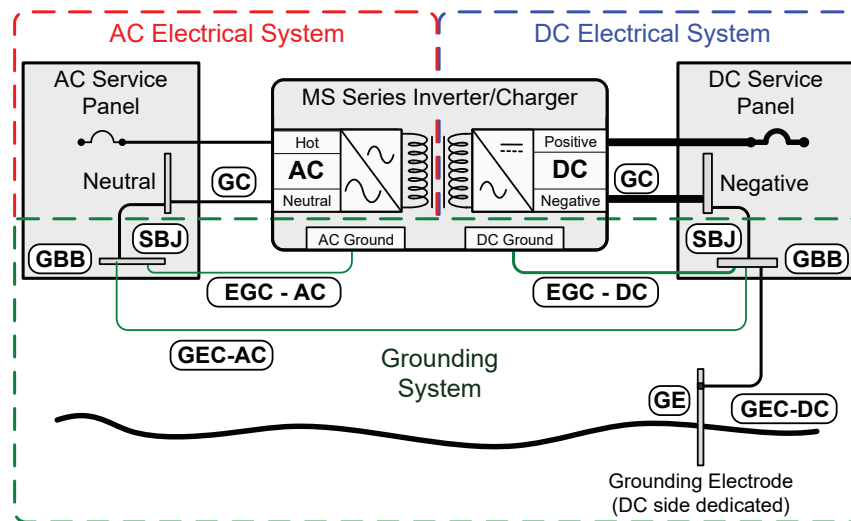 AC Electrical System
DC Electrical System
AC Service
Panel
MS Series Inverter/Charger
DC Service
Panel
Hot
AC
Neutral
Positive
DC
Negative
Neutral
GC
GC
Negative
SBJ
AC Ground
DC Ground
SBJ
GBB
GBB
EGC - AC
EGC - DC
GEC-AC
Grounding
System
GE
GEC-DC
Grounding Electrode
(DC side dedicated)